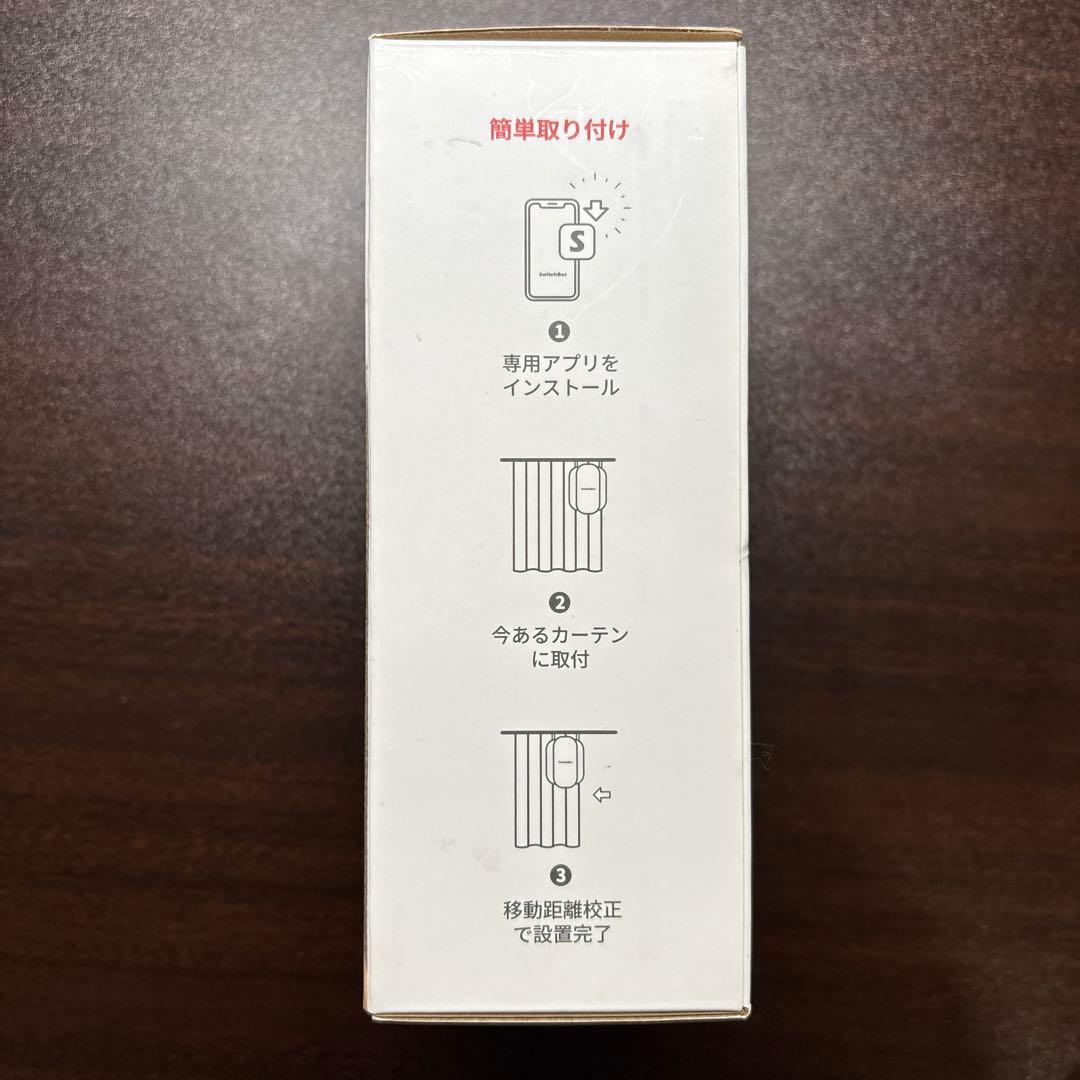 簡単取り付け
S
SwitchBot
1
専用アプリを
インストール
SwitchBot
2
今あるカーテン
に取付
SwitchBot
3
移動距離校正
で設置完了